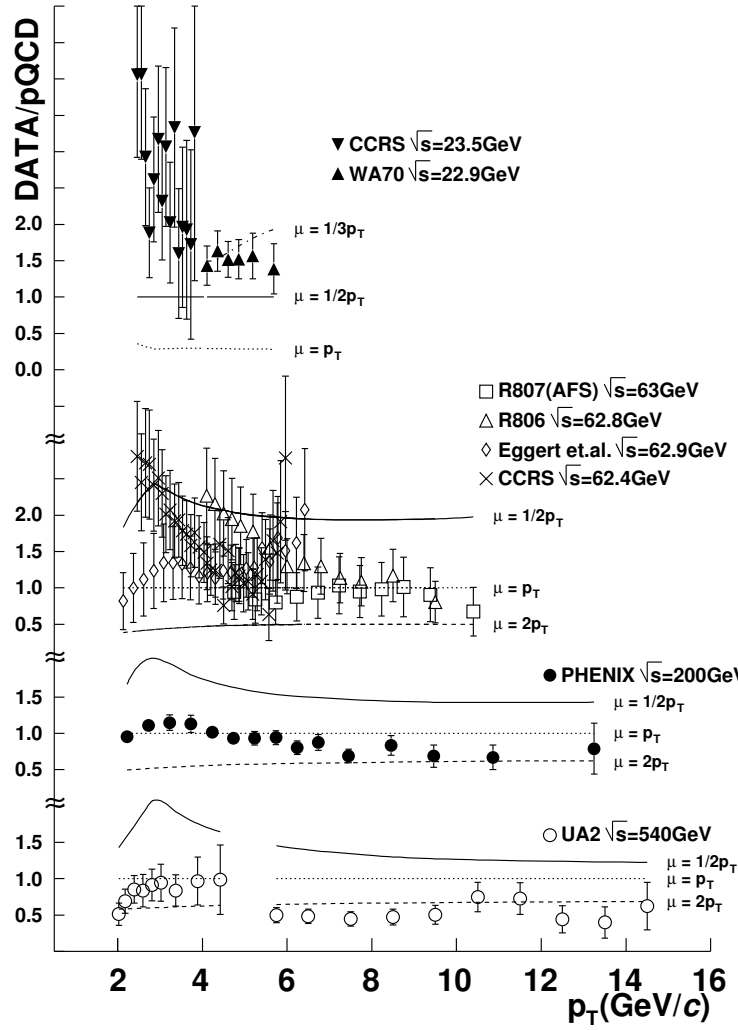 DATA/pQCD
▼ CCRS √s=23.5GeV
▲ WA70 √s=22.9GeV
2.0
μ = 1/3p_T
1.5
1.0
μ = 1/2p_T
0.5
μ = p_T
0.0
□ R807(AFS) √s=63GeV
△ R806 √s=62.8GeV
◇ Eggert et.al. √s=62.9GeV
× CCRS √s=62.4GeV
2.0
μ = 1/2p_T
1.5
1.0
μ = p_T
0.5
μ = 2p_T
● PHENIX √s=200GeV
1.5
μ = 1/2p_T
1.0
μ = p_T
0.5
μ = 2p_T
○ UA2 √s=540GeV
1.5
μ = 1/2p_T
1.0
μ = p_T
0.5
μ = 2p_T
2 4 6 8 10 12 14 16
p_T(GeV/c)